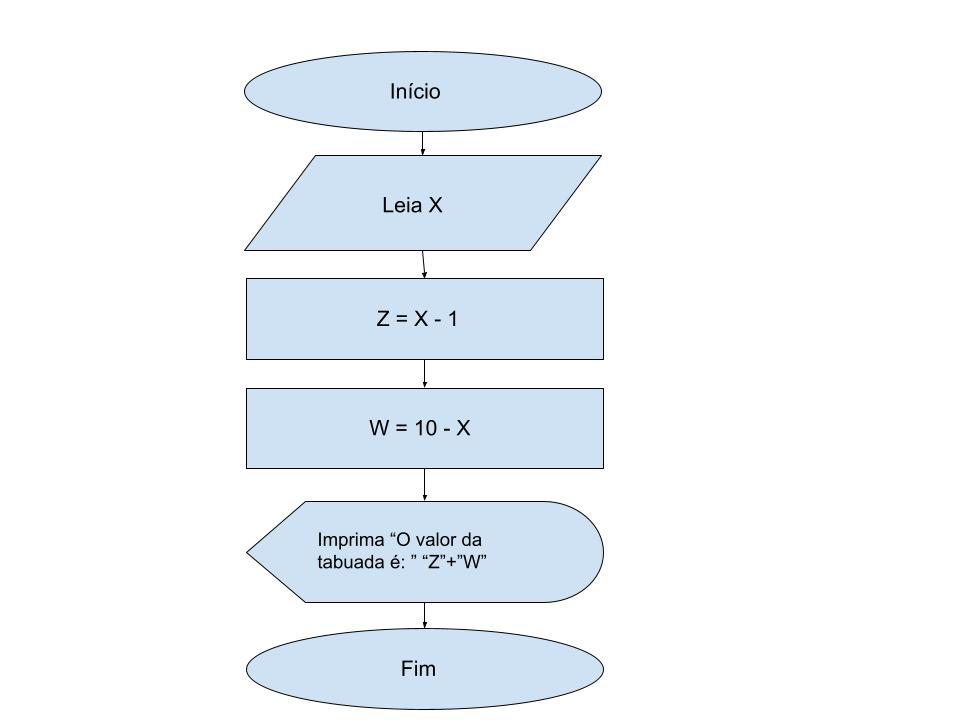 Início
Leia X
Z = X - 1
W = 10 - X
Imprima “O valor da
tabuada é: ” “Z”+”W”
Fim